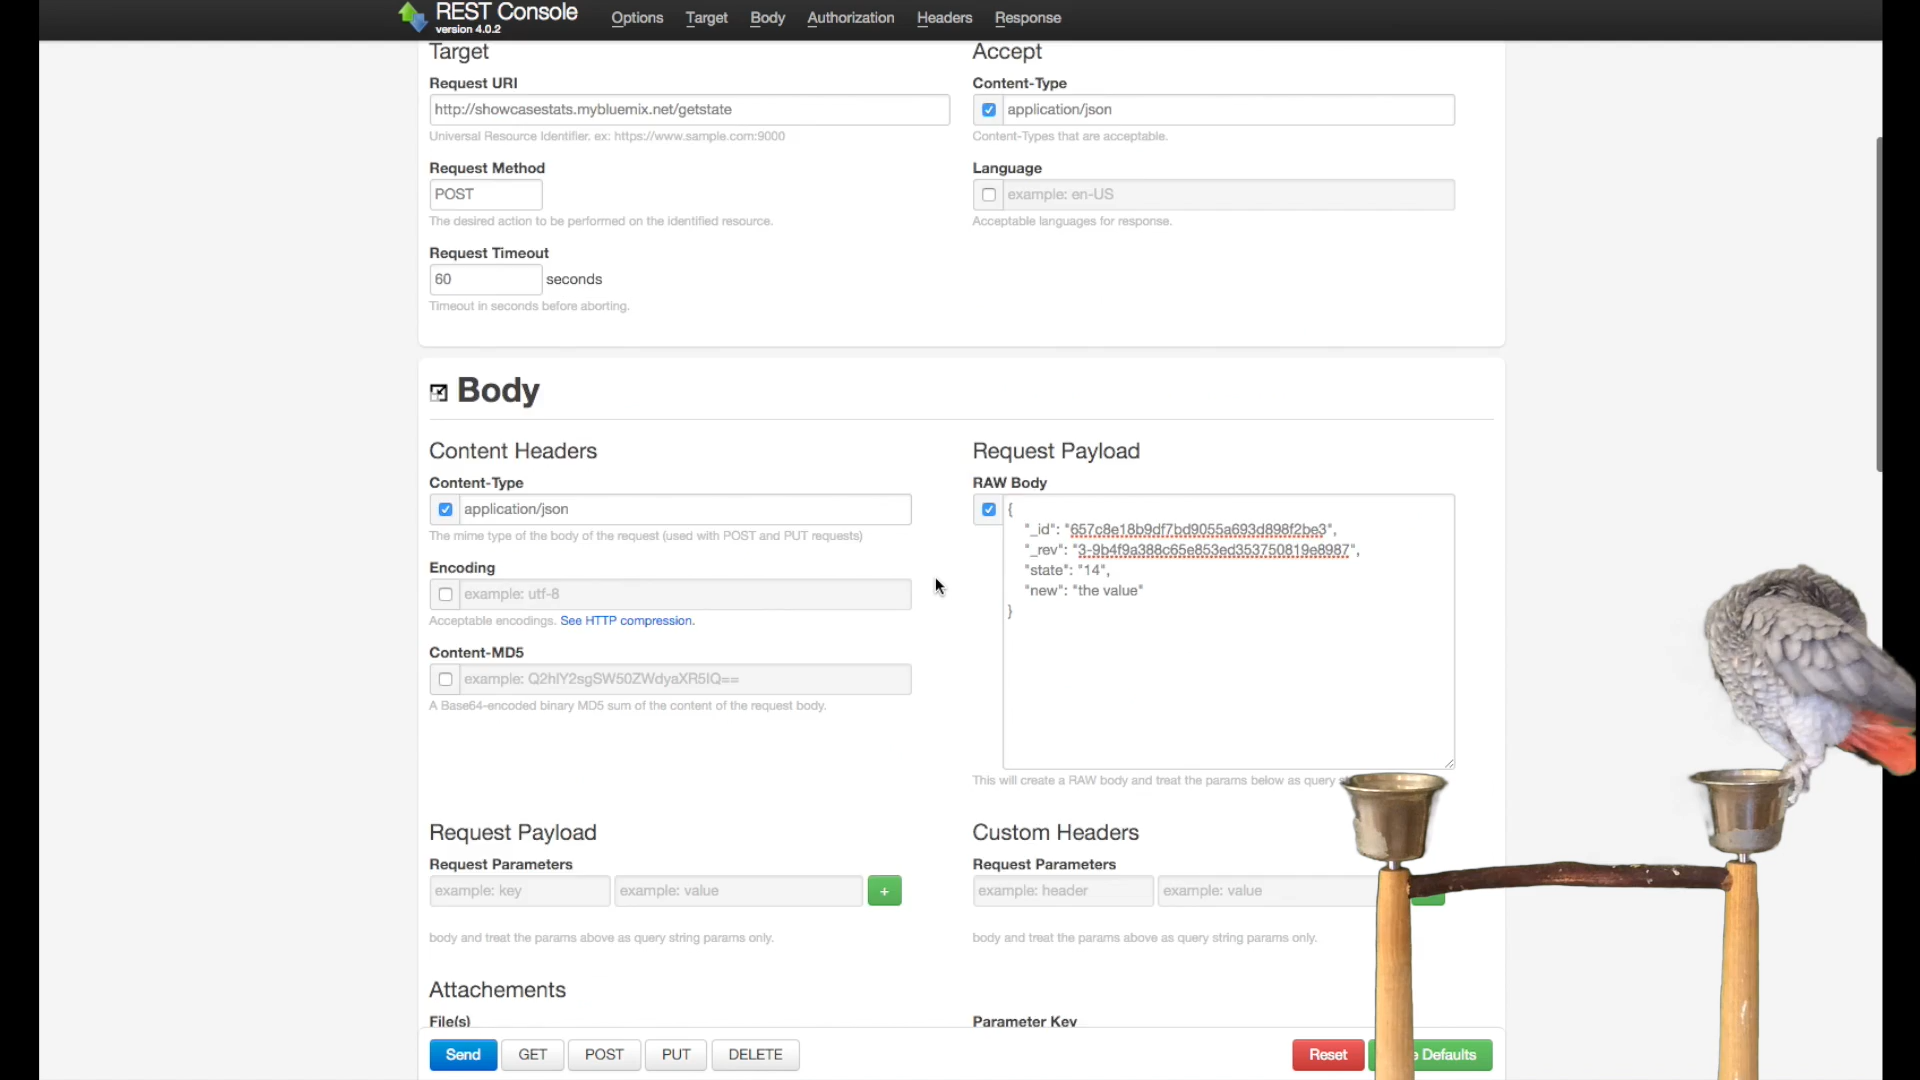 REST Console
version 4.0.2
Options Target Body Authorization Headers Response
Target
Request URI
http://showcasestats.mybluemix.net/getstate
Universal Resource Identifier. ex: https://www.sample.com:9000
Request Method
POST
The desired action to be performed on the identified resource.
Request Timeout
60 seconds
Timeout in seconds before aborting.
Accept
Content-Type
application/json
Content-Types that are acceptable.
Language
example: en-US
Acceptable languages for response.
Body
Content Headers
Content-Type
application/json
The mime type of the body of the request (used with POST and PUT requests)
Encoding
example: utf-8
Acceptable encodings. See HTTP compression.
Content-MD5
example: Q2hlY2sgSW50ZWdyaXR5IQ==
A Base64-encoded binary MD5 sum of the content of the request body.
Request Payload
RAW Body
{
"_id": "657c8e18b9df7bd9055a693d898f2be3",
"_rev": "3-9b4f9a388c65e853ed353750819e8987",
"state": "14",
"new": "the value"
}
This will create a RAW body and treat the params below as query
Request Payload
Request Parameters
example: key example: value +
body and treat the params above as query string params only.
Custom Headers
Request Parameters
example: header example: value
body and treat the params above as query string params only.
Attachements
File(s)
Parameter Key
Send GET POST PUT DELETE Reset Defaults